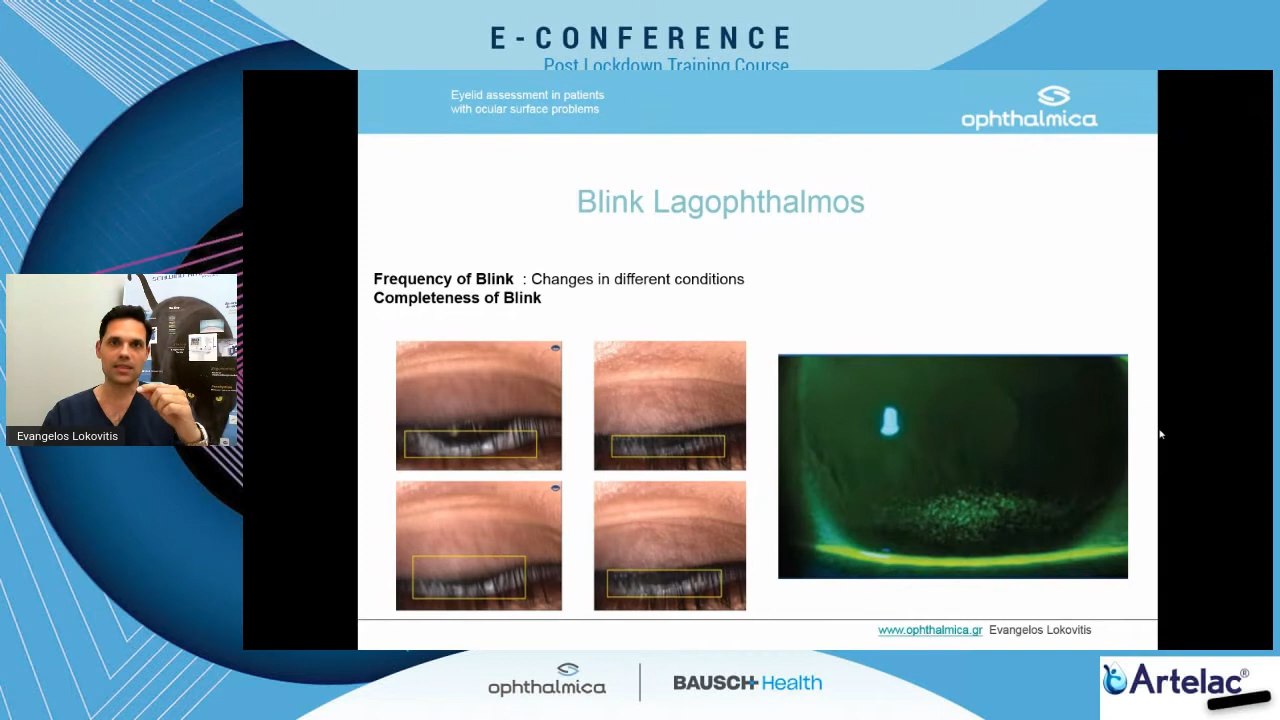 E-CONFERENCE
Post Lockdown Training Course
Eyelid assessment in patients
with ocular surface problems
ophthalmica
Blink Lagophthalmos
Frequency of Blink : Changes in different conditions
Completeness of Blink
Evangelos Lokovitis
www.ophthalmica.gr Evangelos Lokovitis
ophthalmica
BAUSCH+Health
Artelac®